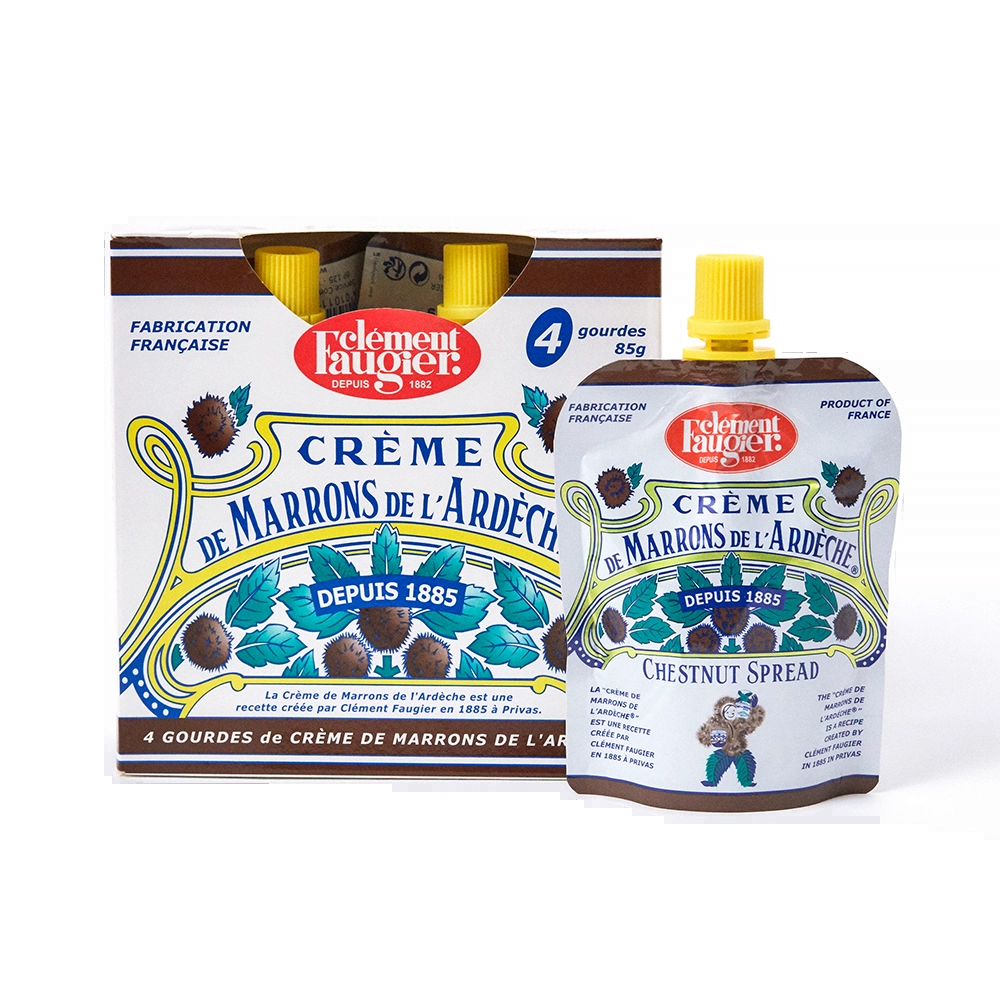 FABRICATION
FRANÇAISE
clément
Faugier.
DEPUIS 1882
4 gourdes
85g
CRÈME
DE MARRONS DE L'ARDÈCHE
DEPUIS 1885
La Crème de Marrons de l'Ardèche est une
recette créée par Clément Faugier en 1885 à Privas.
4 GOURDES de CRÈME DE MARRONS DE L'AR
FABRICATION
FRANÇAISE
PRODUCT OF
FRANCE
clément
Faugier.
DEPUIS 1882
CRÈME
DE MARRONS DE L'ARDÈCHE®
DEPUIS 1885
CHESTNUT SPREAD
LA "CRÈME DE
MARRONS DE
L'ARDÈCHE®"
EST UNE RECETTE
CRÉÉE PAR
CLÉMENT FAUGIER
EN 1885 À PRIVAS
THE "CRÈME DE
MARRONS DE
L'ARDÈCHE®"
IS A RECIPE
CREATED BY
CLÉMENT FAUGIER
IN 1885 IN PRIVAS